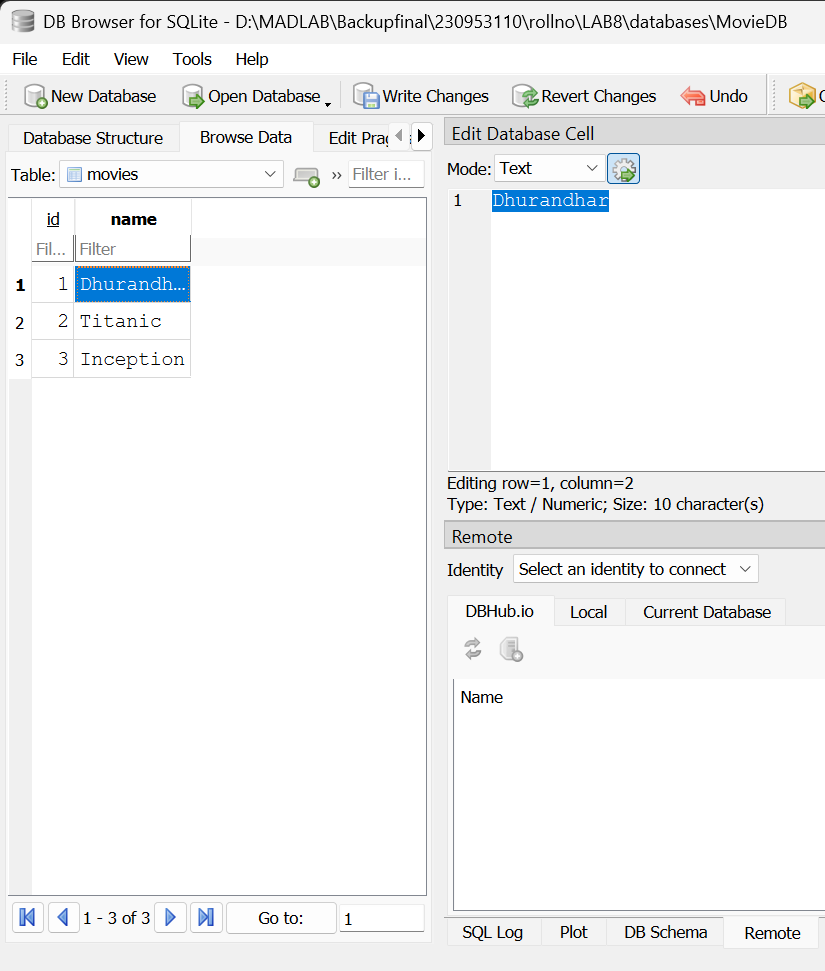 DB Browser for SQLite - D:\MADLAB\Backupfinal\230953110\rollno\LAB8\databases\MovieDB
File Edit View Tools Help
New Database Open Database Write Changes Revert Changes Undo
Database Structure Browse Data Edit
Table: movies Filter i...
id name
Fil... Filter
1 1 Dhurandh...
2 2 Titanic
3 3 Inception
1 - 3 of 3 Go to: 1
Edit Database Cell
Mode: Text
1 Dhurandhar
Editing row=1, column=2
Type: Text / Numeric; Size: 10 character(s)
Remote
Identity Select an identity to connect
DBHub.io Local Current Database
Name
SQL Log Plot DB Schema Remote